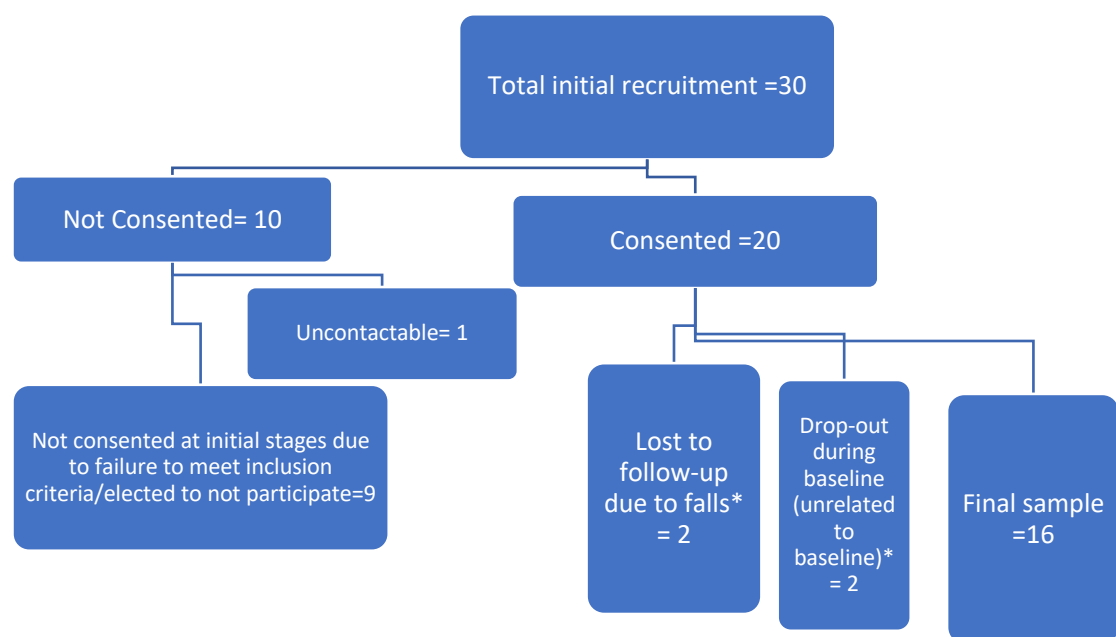 Total initial recruitment =30
Not Consented= 10
Consented =20
Uncontactable= 1
Not consented at initial stages due
to failure to meet inclusion
criteria/elected to not participate=9
Lost to
follow-up
due to falls*
= 2
Drop-out
during
baseline
(unrelated
to
baseline)*
= 2
Final sample
=16